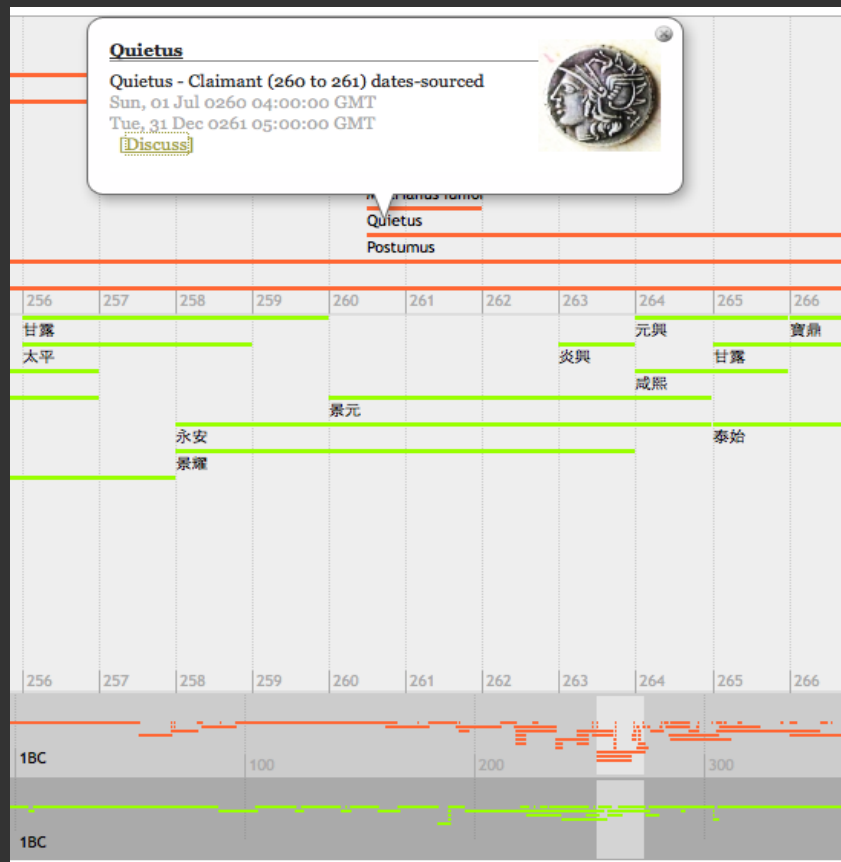 Quietus
Quietus - Claimant (260 to 261) dates-sourced
Sun, 01 Jul 0260 04:00:00 GMT
Tue, 31 Dec 0261 05:00:00 GMT
[Discuss]
Quietus
Postumus
256 257 258 259 260 261 262 263 264 265 266
甘露 元興 寶鼎
太平 炎興 甘露
咸熙
景元
永安 泰始
景耀
256 257 258 259 260 261 262 263 264 265 266
1BC 100 200 300
1BC